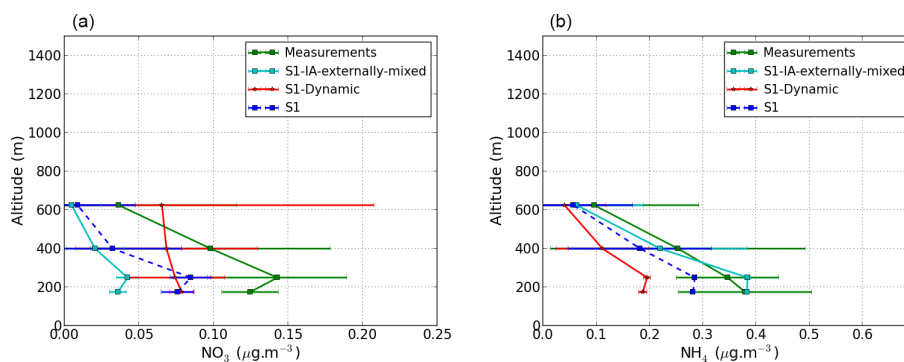 (a)
Measurements
S1-IA-externally-mixed
S1-Dynamic
S1
1400
1200
1000
800
600
400
200
0
Altitude (m)
0.00 0.05 0.10 0.15 0.20 0.25
NO₃ (μg.m⁻³)
(b)
Measurements
S1-IA-externally-mixed
S1-Dynamic
S1
1400
1200
1000
800
600
400
200
0
Altitude (m)
0.0 0.1 0.2 0.3 0.4 0.5 0.6
NH₄ (μg.m⁻³)